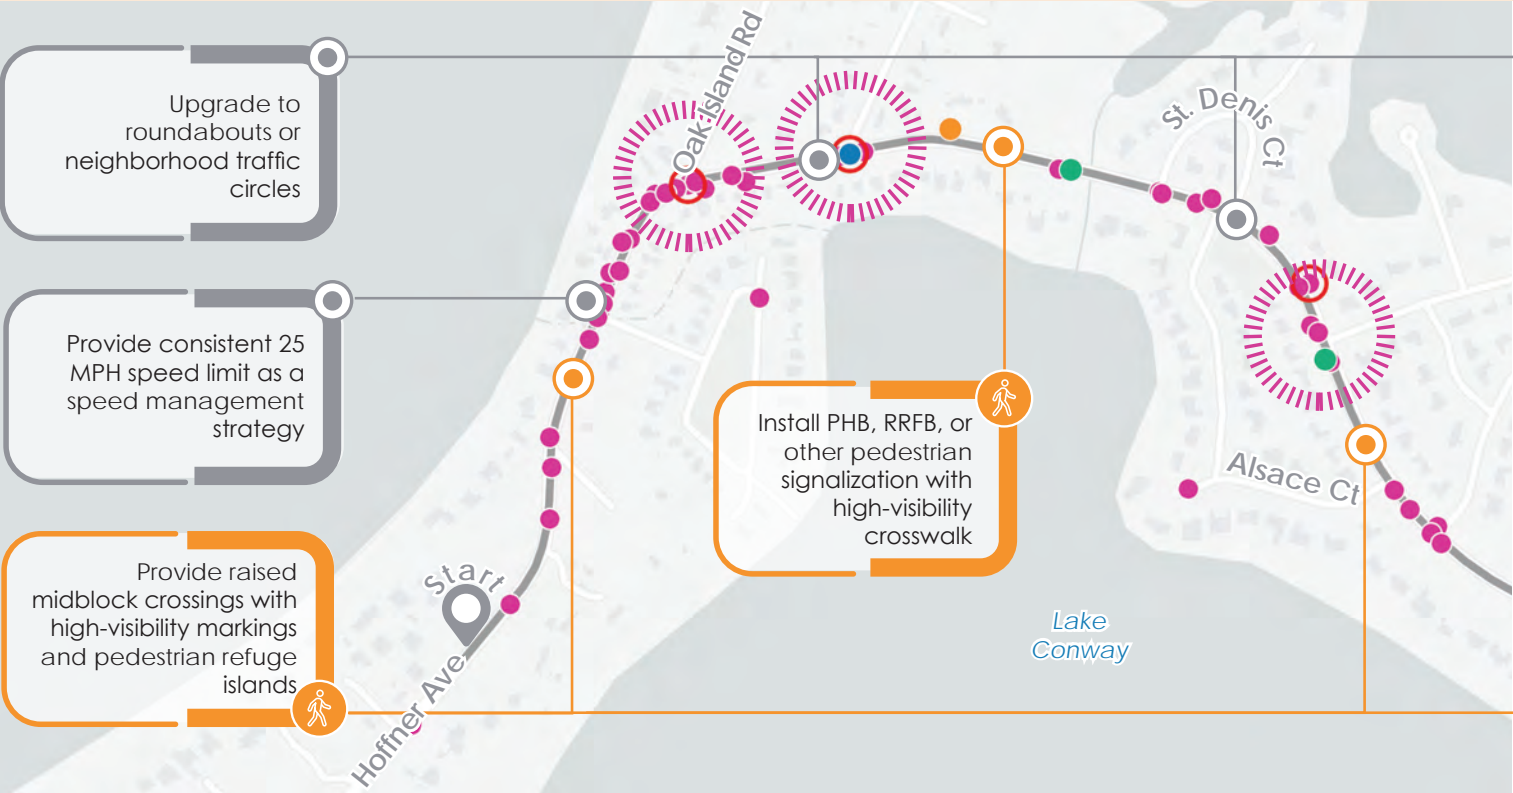 Upgrade to
roundabouts or
neighborhood traffic
circles
Oak Island Rd
St. Denis Ct
Provide consistent 25
MPH speed limit as a
speed management
strategy
Install PHB, RRFB, or
other pedestrian
signalization with
high-visibility
crosswalk
Alsace Ct
Provide raised
midblock crossings with
high-visibility markings
and pedestrian refuge
islands
Start
Hoffner Ave
Lake
Conway